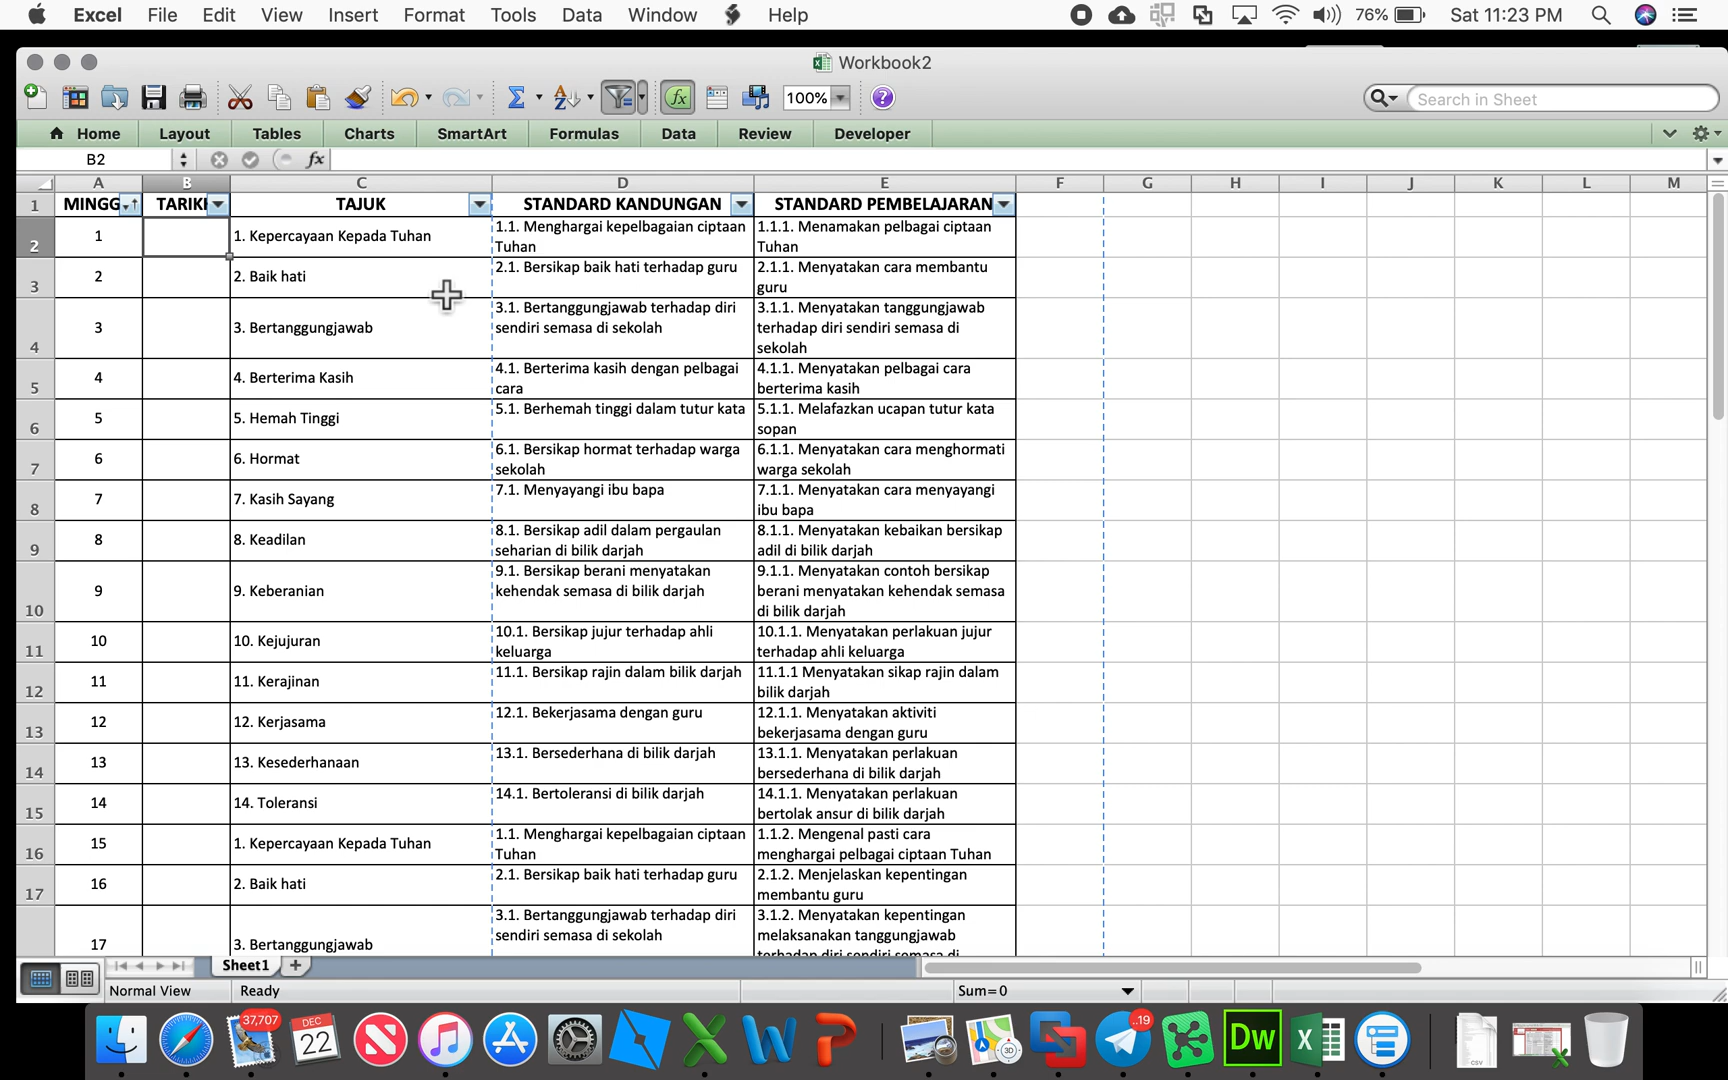 Excel File Edit View Insert Format Tools Data Window Help 76% Sat 11:23 PM
Workbook2
100% Search in Sheet
Home Layout Tables Charts SmartArt Formulas Data Review Developer
B2 fx
A B C D E F G H I J K L M
1 MINGG TARIK TAJUK STANDARD KANDUNGAN STANDARD PEMBELAJARAN
2 1 1. Kepercayaan Kepada Tuhan 1.1. Menghargai kepelbagaian ciptaan 1.1.1. Menamakan pelbagai ciptaan
Tuhan Tuhan
3 2 2. Baik hati 2.1. Bersikap baik hati terhadap guru 2.1.1. Menyatakan cara membantu
guru
4 3 3. Bertanggungjawab 3.1. Bertanggungjawab terhadap diri 3.1.1. Menyatakan tanggungjawab
sendiri semasa di sekolah terhadap diri sendiri semasa di
sekolah
5 4 4. Berterima Kasih 4.1. Berterima kasih dengan pelbagai 4.1.1. Menyatakan pelbagai cara
cara berterima kasih
6 5 5. Hemah Tinggi 5.1. Berhemah tinggi dalam tutur kata 5.1.1. Melafazkan ucapan tutur kata
sopan
7 6 6. Hormat 6.1. Bersikap hormat terhadap warga 6.1.1. Menyatakan cara menghormati
sekolah warga sekolah
8 7 7. Kasih Sayang 7.1. Menyayangi ibu bapa 7.1.1. Menyatakan cara menyayangi
ibu bapa
9 8 8. Keadilan 8.1. Bersikap adil dalam pergaulan 8.1.1. Menyatakan kebaikan bersikap
seharian di bilik darjah adil di bilik darjah
10 9 9. Keberanian 9.1. Bersikap berani menyatakan 9.1.1. Menyatakan contoh bersikap
kehendak semasa di bilik darjah berani menyatakan kehendak semasa
di bilik darjah
11 10 10. Kejujuran 10.1. Bersikap jujur terhadap ahli 10.1.1. Menyatakan perlakuan jujur
keluarga terhadap ahli keluarga
12 11 11. Kerajinan 11.1. Bersikap rajin dalam bilik darjah 11.1.1 Menyatakan sikap rajin dalam
bilik darjah
13 12 12. Kerjasama 12.1. Bekerjasama dengan guru 12.1.1. Menyatakan aktiviti
bekerjasama dengan guru
14 13 13. Kesederhanaan 13.1. Bersederhana di bilik darjah 13.1.1. Menyatakan perlakuan
bersederhana di bilik darjah
15 14 14. Toleransi 14.1. Bertoleransi di bilik darjah 14.1.1. Menyatakan perlakuan
bertolak ansur di bilik darjah
16 15 1. Kepercayaan Kepada Tuhan 1.1. Menghargai kepelbagaian ciptaan 1.1.2. Mengenal pasti cara
Tuhan menghargai pelbagai ciptaan Tuhan
17 16 2. Baik hati 2.1. Bersikap baik hati terhadap guru 2.1.2. Menjelaskan kepentingan
membantu guru
17 3. Bertanggungjawab 3.1. Bertanggungjawab terhadap diri 3.1.2. Menyatakan kepentingan
sendiri semasa di sekolah melaksanakan tanggungjawab
terhadap diri sendiri semasa di
Sheet1
Normal View Ready Sum=0
37,707 DEC 22 3D ..19 Dw CSV